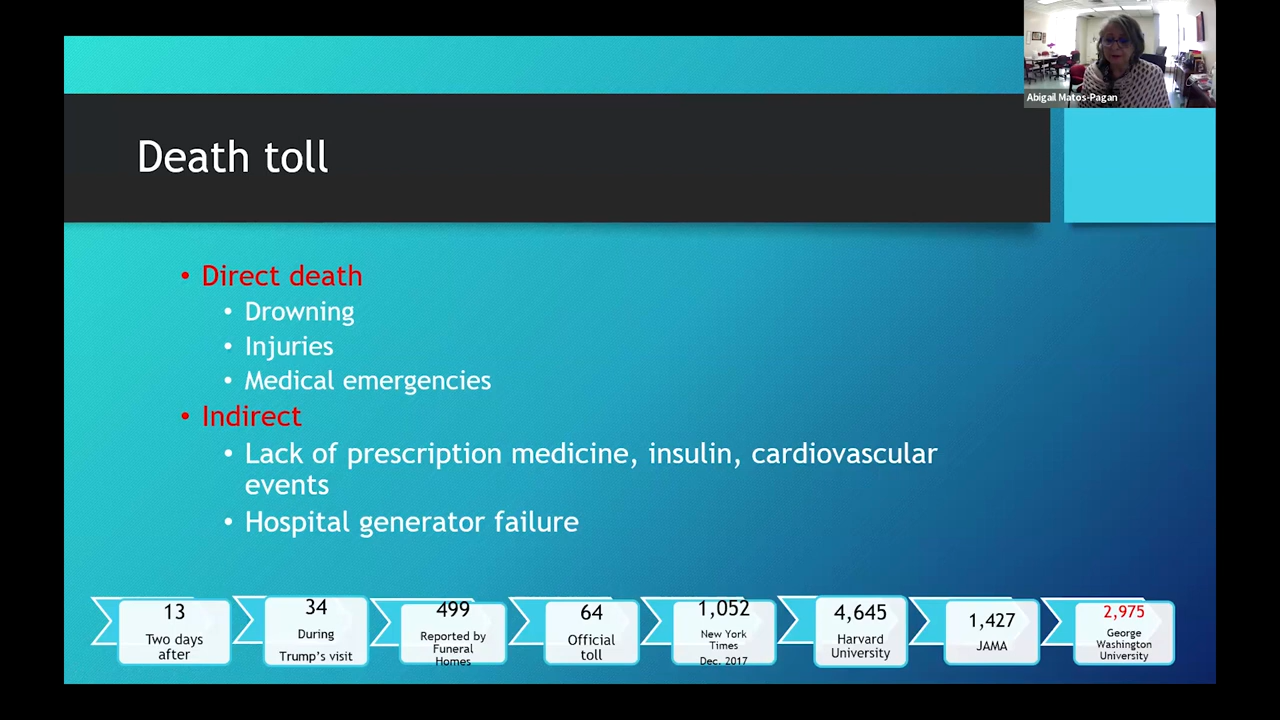 Abigail Matos-Pagan
Death toll
• Direct death
• Drowning
• Injuries
• Medical emergencies
• Indirect
• Lack of prescription medicine, insulin, cardiovascular
events
• Hospital generator failure
13
Two days
after
34
During
Trump’s visit
499
Reported by
Funeral
Homes
64
Official
toll
1,052
New York
Times
Dec. 2017
4,645
Harvard
University
1,427
JAMA
2,975
George
Washington
University